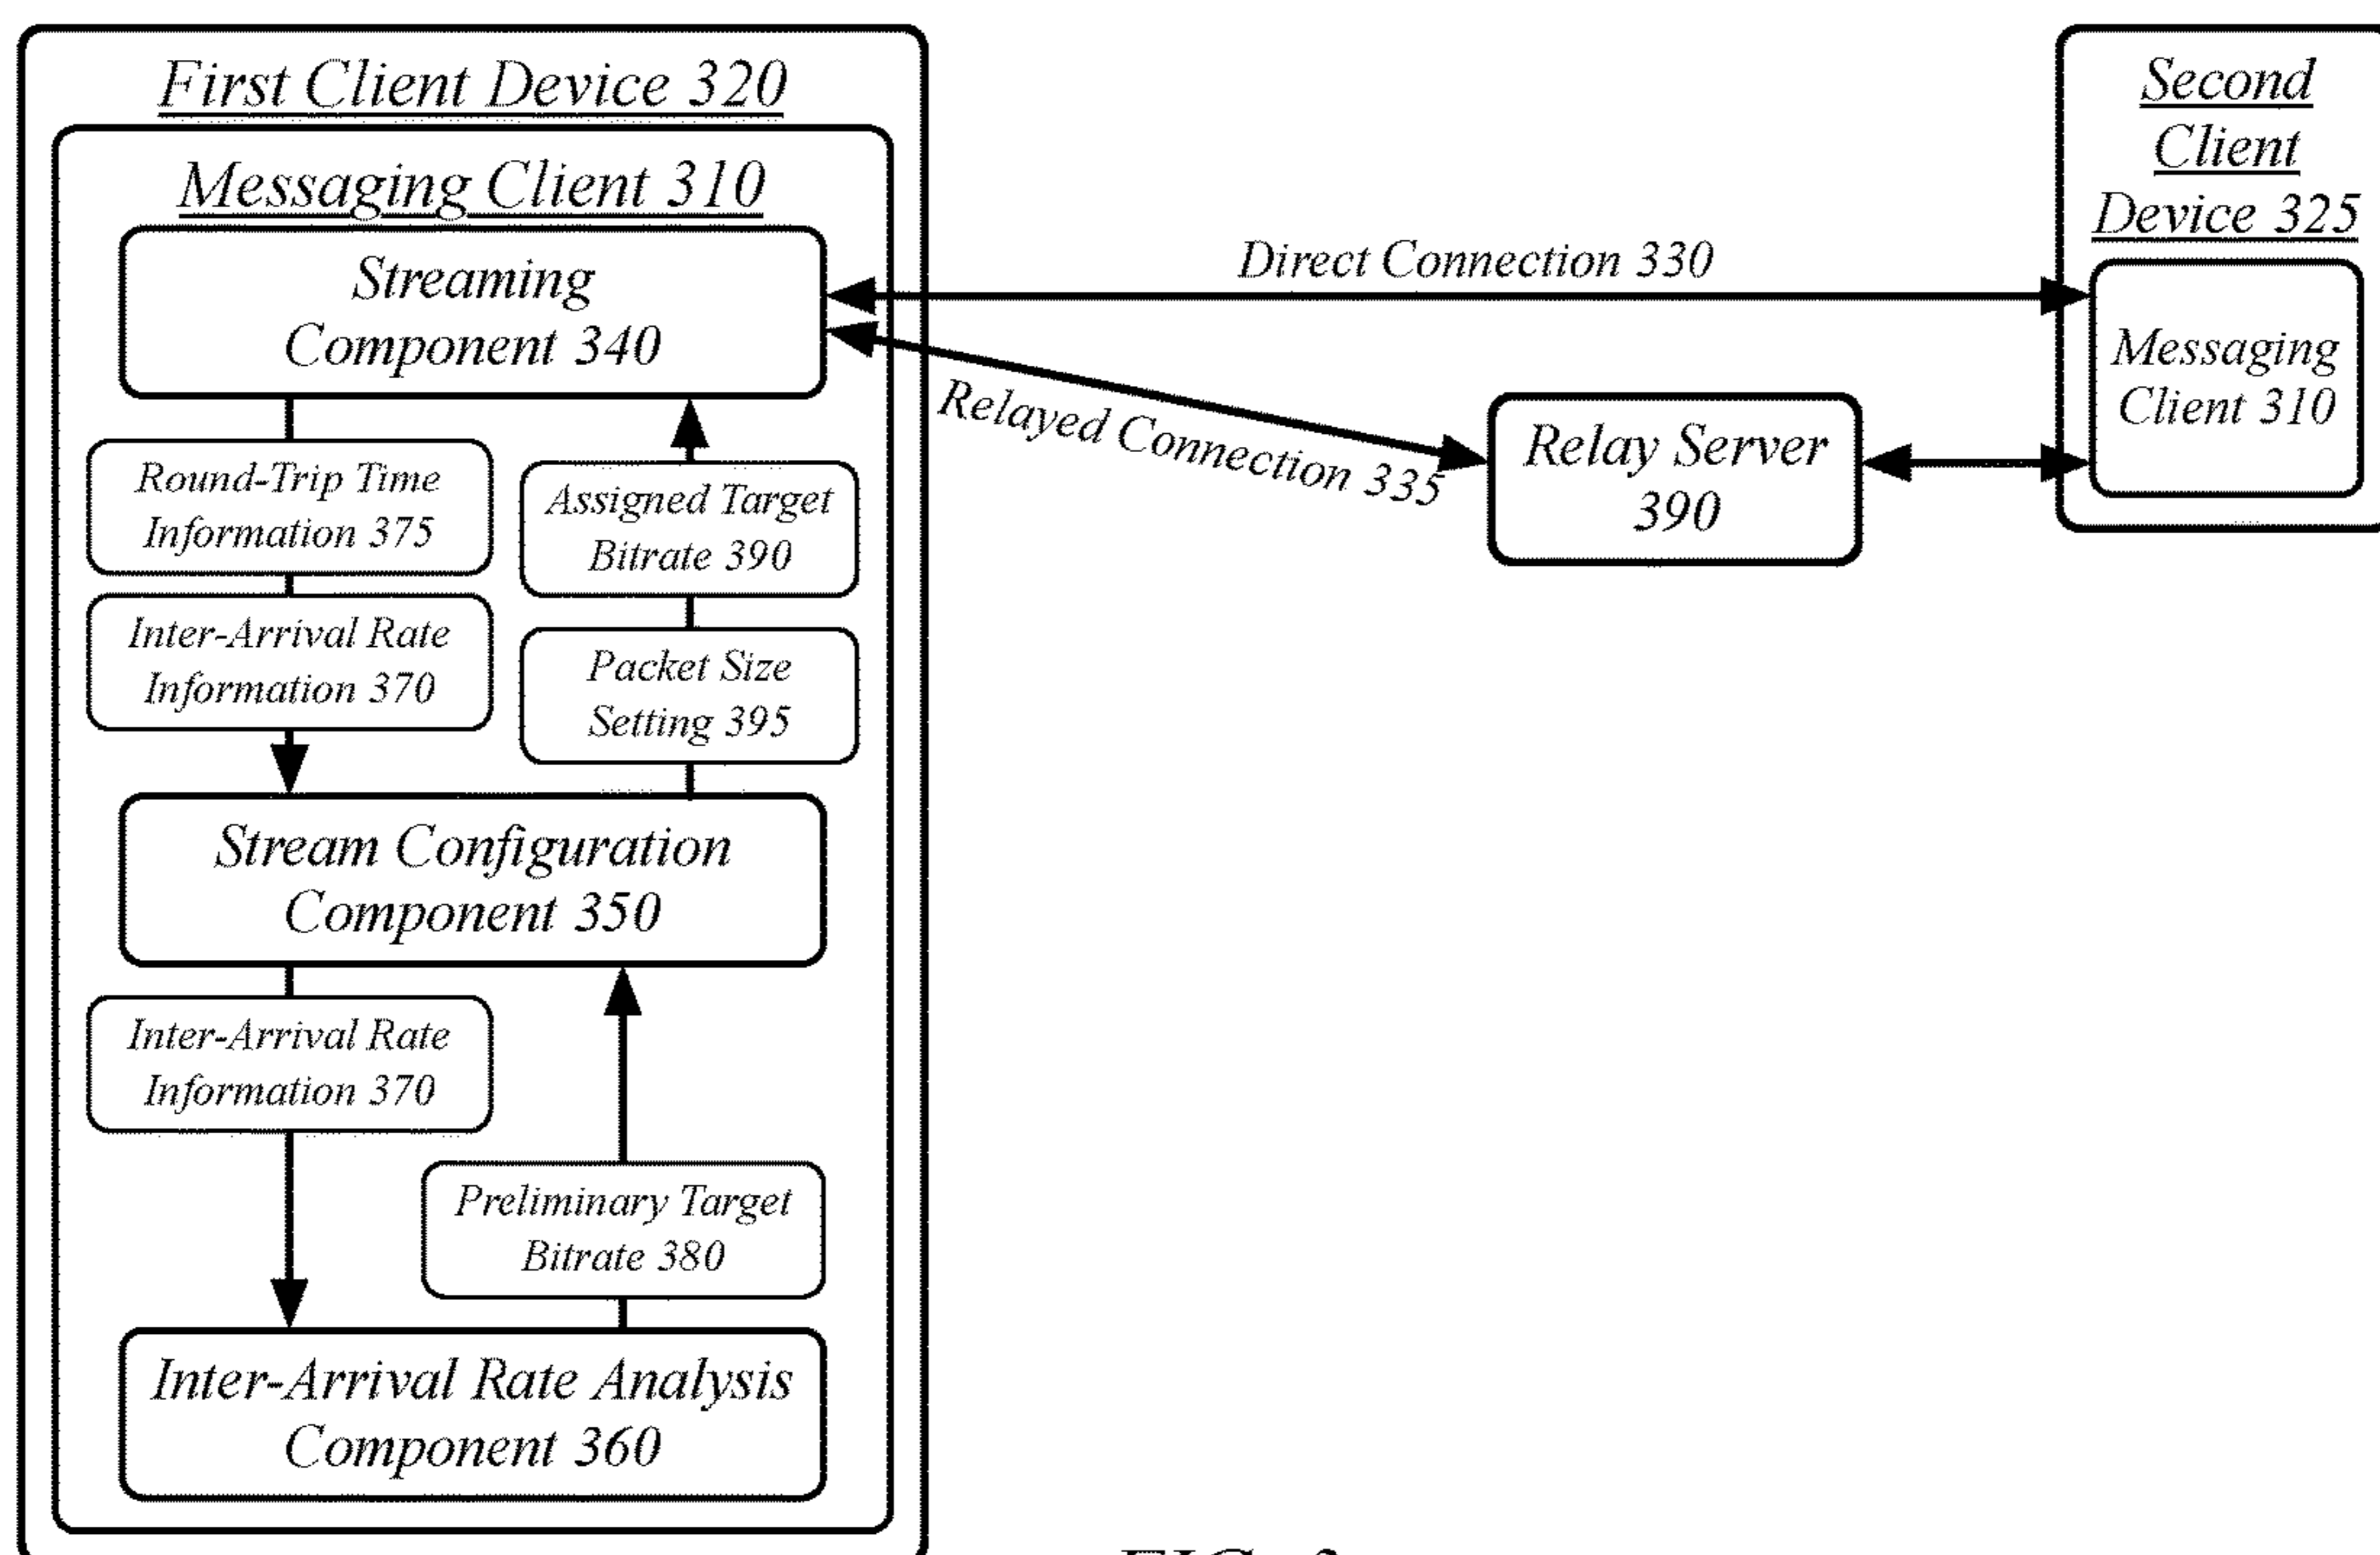 First Client Device 320
Messaging Client 310
Streaming
Component 340
Round-Trip Time
Information 375
Inter-Arrival Rate
Information 370
Assigned Target
Bitrate 390
Packet Size
Setting 395
Stream Configuration
Component 350
Inter-Arrival Rate
Information 370
Preliminary Target
Bitrate 380
Inter-Arrival Rate Analysis
Component 360
Direct Connection 330
Relayed Connection 335
Relay Server
390
Second
Client
Device 325
Messaging
Client 310